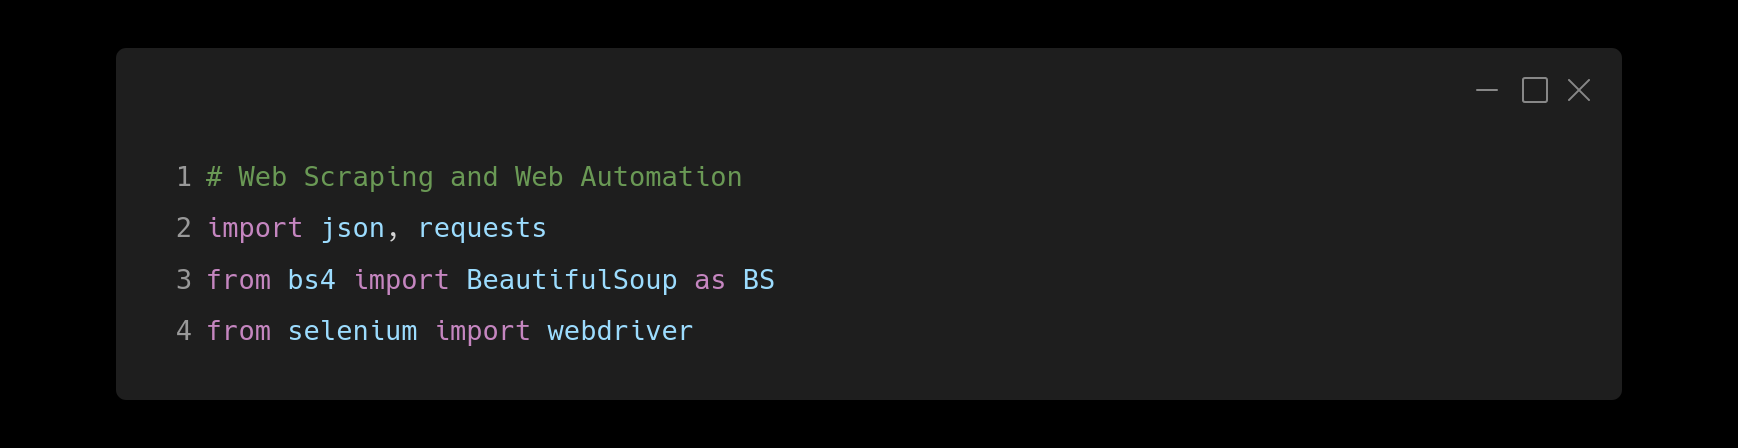 1 # Web Scraping and Web Automation
2 import json, requests
3 from bs4 import BeautifulSoup as BS
4 from selenium import webdriver